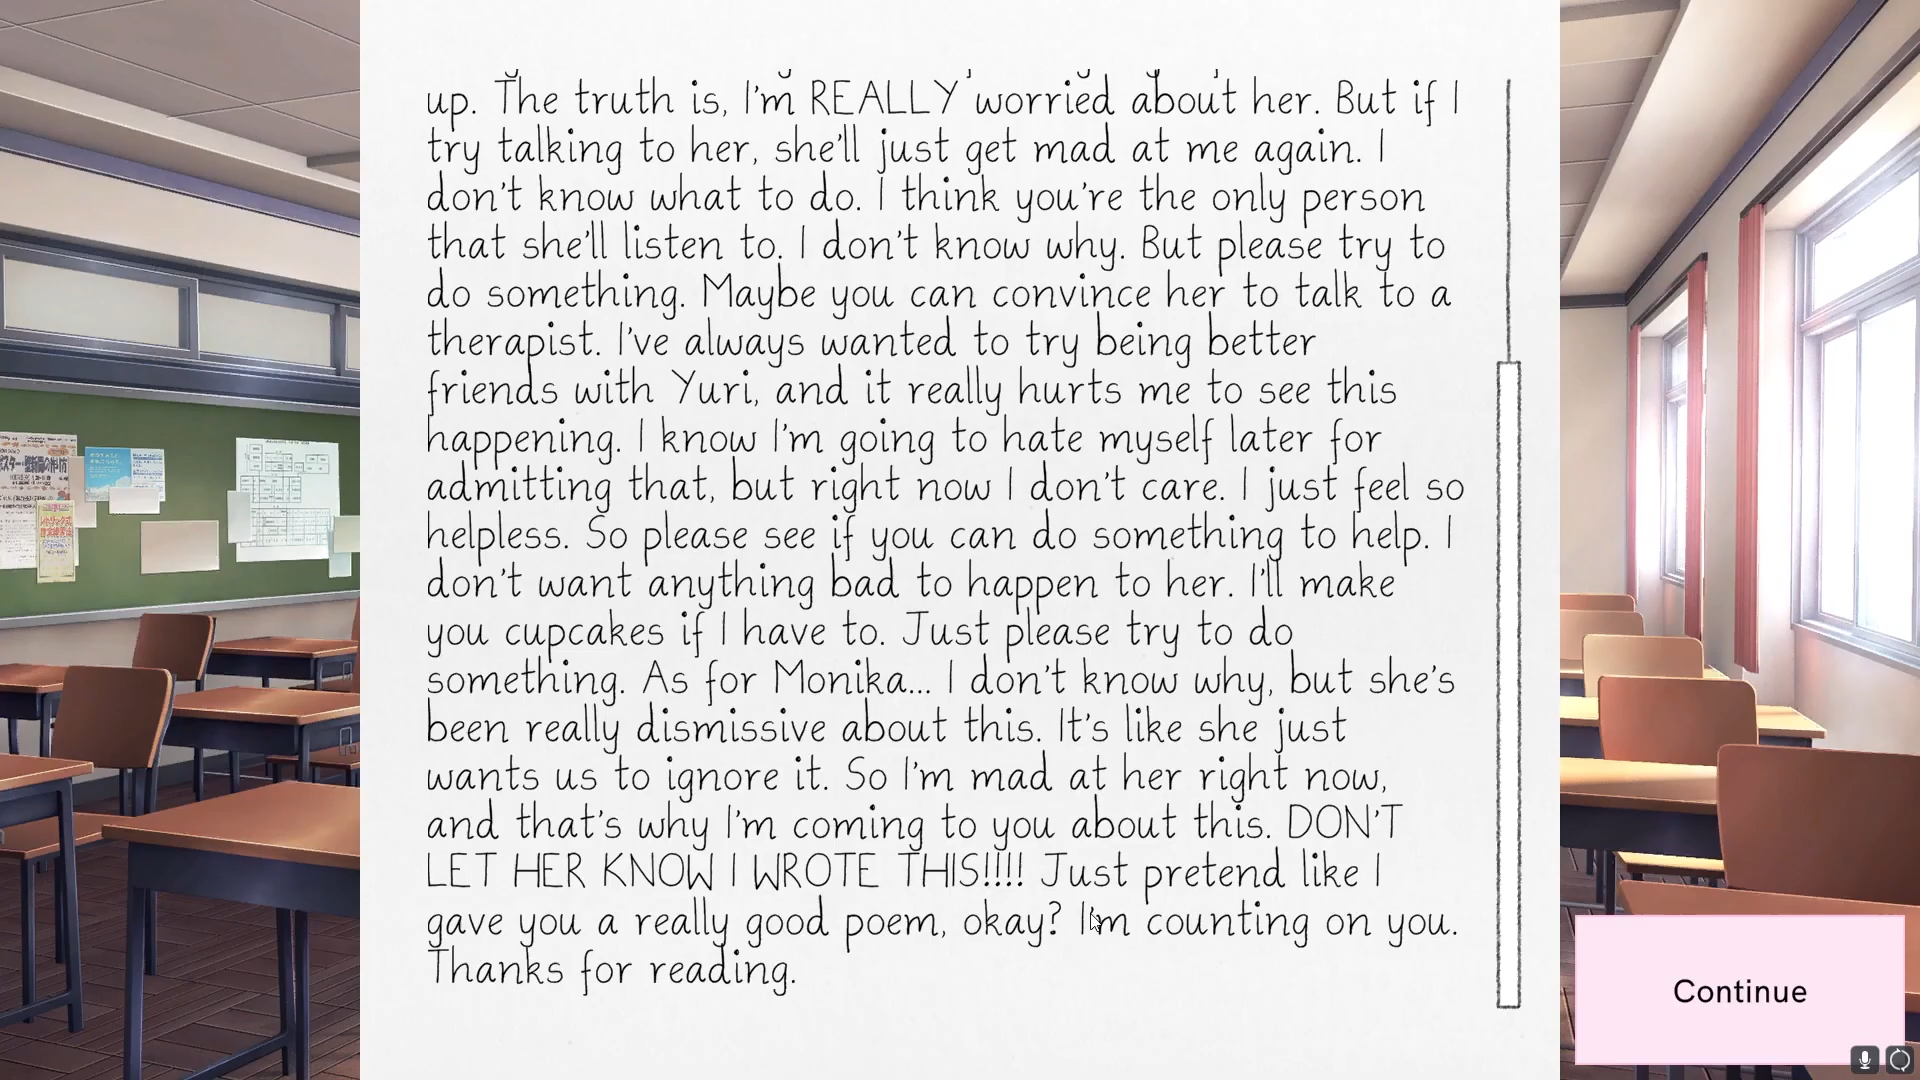 up. The truth is, I'm REALLY worried about her. But if I
try talking to her, she'll just get mad at me again. I
don't know what to do. I think you're the only person
that she'll listen to. I don't know why. But please try to
do something. Maybe you can convince her to talk to a
therapist. I've always wanted to try being better
friends with Yuri, and it really hurts me to see this
happening. I know I'm going to hate myself later for
admitting that, but right now I don't care. I just feel so
helpless. So please see if you can do something to help. I
don't want anything bad to happen to her. I'll make
you cupcakes if I have to. Just please try to do
something. As for Monika... I don't know why, but she's
been really dismissive about this. It's like she just
wants us to ignore it. So I'm mad at her right now,
and that's why I'm coming to you about this. DON'T
LET HER KNOW I WROTE THIS!!!! Just pretend like I
gave you a really good poem, okay? I'm counting on you.
Thanks for reading.
Continue